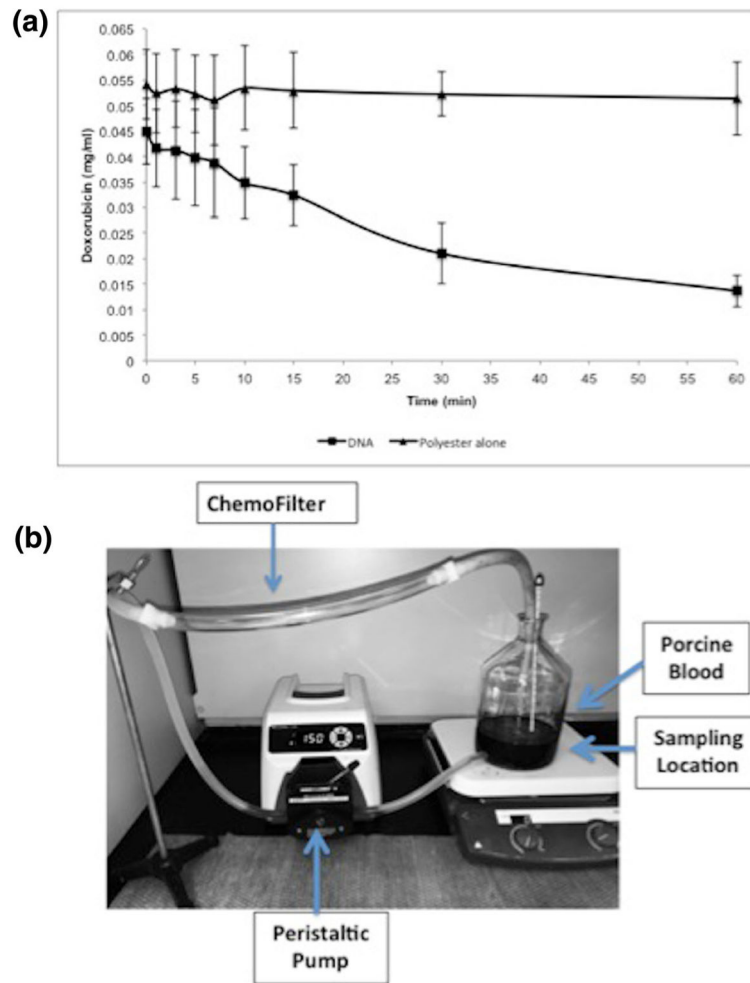 (a)
0.065
0.06
0.055
0.05
0.045
0.04
0.035
0.03
0.025
0.02
0.015
0.01
0.005
0
Doxorubicin (mg/ml)
0 5 10 15 20 25 30 35 40 45 50 55 60
Time (min)
DNA Polyester alone
ChemoFilter
(b)
Porcine
Blood
Sampling
Location
150
Peristaltic
Pump